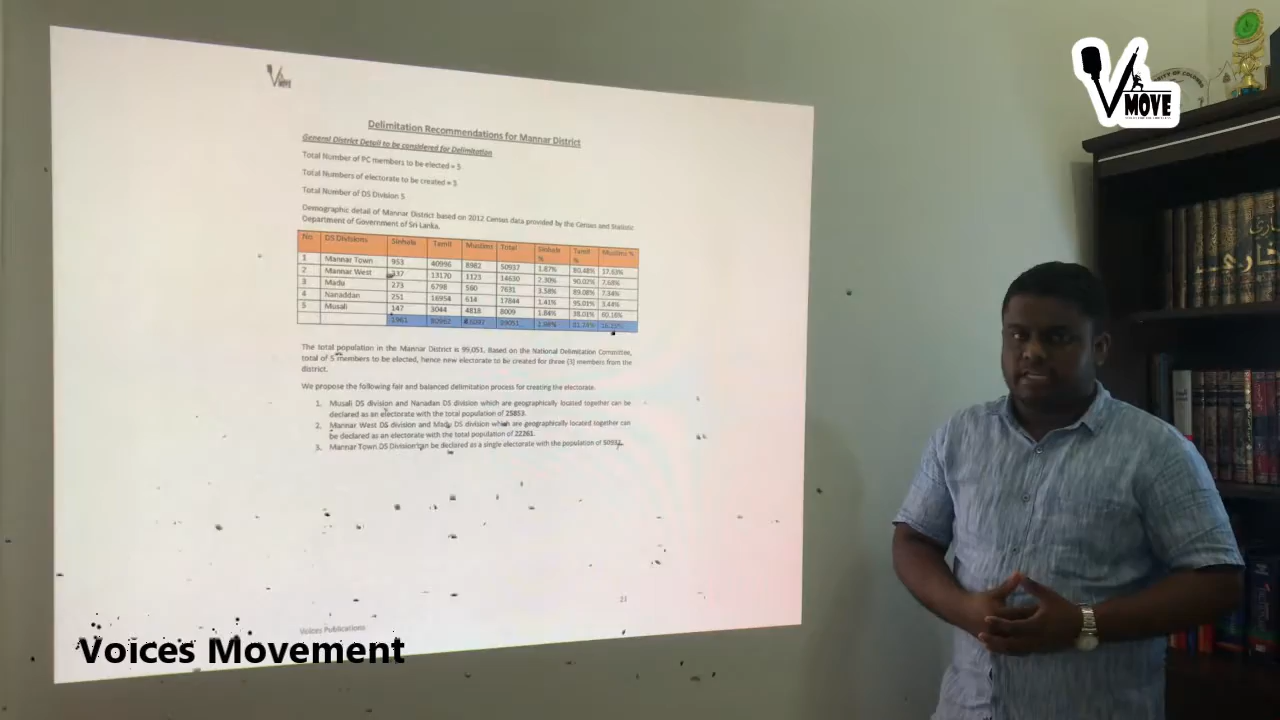 V MOVE
Delimitation Recommendations for Mannar District
General District Detail to be considered for Delimitation
Total Number of PC members to be elected = 5
Total Numbers of electorate to be created = 3
Total Number of DS Division 5
Demographic detail of Mannar District based on 2012 Census data provided by the Census and Statistic
Department of Government of Sri Lanka.
No DS Divisions Sinhele Tamil Muslims Total Sinhele % Tamil % Muslims %
1 Mannar Town 953 40996 8982 50937 1.87% 80.48% 17.63%
2 Mannar West 337 13170 1123 14630 2.30% 90.02% 7.68%
3 Madu 273 6798 560 7631 3.58% 89.08% 7.34%
4 Nanaddan 251 16954 614 17844 1.41% 95.01% 3.44%
5 Musali 147 3044 4818 8009 1.84% 38.01% 60.16%
1961 80962 99051 1.98% 81.74%
The total population in the Mannar District is 99,051. Based on the National Delimitation Committee,
total of 5 members to be elected, hence new electorate to be created for three (3) members from the
district.
We propose the following fair and balanced delimitation process for creating the electorate.
1. Musali DS division and Nanadan DS division which are geographically located together can be
declared as an electorate with the total population of 25853.
2. Mannar West DS division and Madu DS division which are geographically located together can
be declared as an electorate with the total population of 22261.
3. Mannar Town DS Division can be declared as a single electorate with the population of 50937.
23
Voices Publications
Voices Movement
V MOVE